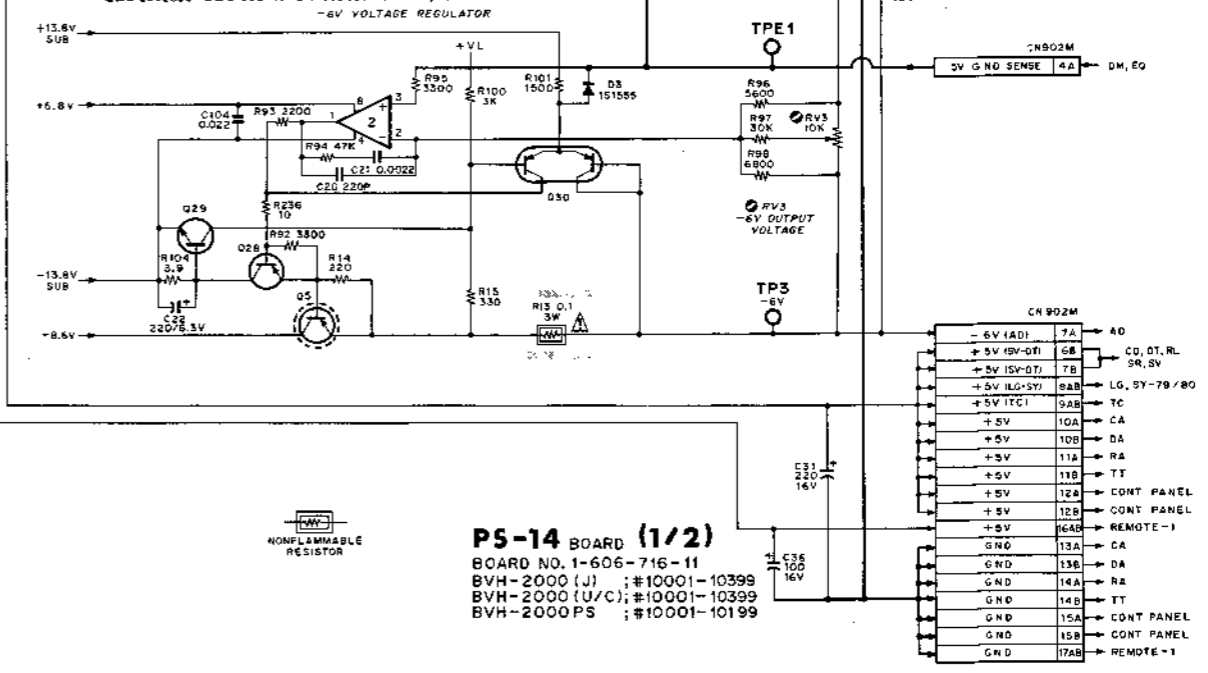 -6V VOLTAGE REGULATOR
+13.8V
SUB
+VL
TPE1
CN902M
5V GND SENSE 4A DM, EQ
R95
3300
R100
3K
R101
1500
D3
1S1555
R96
5600
R97
30K
RV3
10K
R98
6800
+6.8V
C104
0.022
R93 2200
8
1
2
3
2
4
R94 47K
C21 0.0022
C20 220P
Q30
RV3
-6V OUTPUT
VOLTAGE
R236
10
Q29
R92 3300
Q28
R104
3.9
R14
220
-13.8V
SUB
C22
220/6.3V
Q5
R15
330
R13 0.1
3W
TP3
-6V
-8.6V
CN902M
-6V (AD) 7A AD
+5V (SV-DT) 6B
CD, DT, RL
SR, SV
+5V (SV-DT) 7B
+5V (LG-SY) 8AB LG, SY-79/80
+5V (TC) 9AB TC
+5V 10A CA
+5V 10B DA
+5V 11A RA
+5V 11B TT
+5V 12A CONT PANEL
+5V 12B CONT PANEL
+5V 16AB REMOTE-1
GND 13A CA
GND 13B DA
GND 14A RA
GND 14B TT
GND 15A CONT PANEL
GND 15B CONT PANEL
GND 17AB REMOTE-1
C31
220
16V
C36
100
16V
NONFLAMMABLE
RESISTOR
PS-14 BOARD (1/2)
BOARD NO. 1-606-716-11
BVH-2000 (J) ; #10001-10399
BVH-2000 (U/C); #10001-10399
BVH-2000PS ; #10001-10199